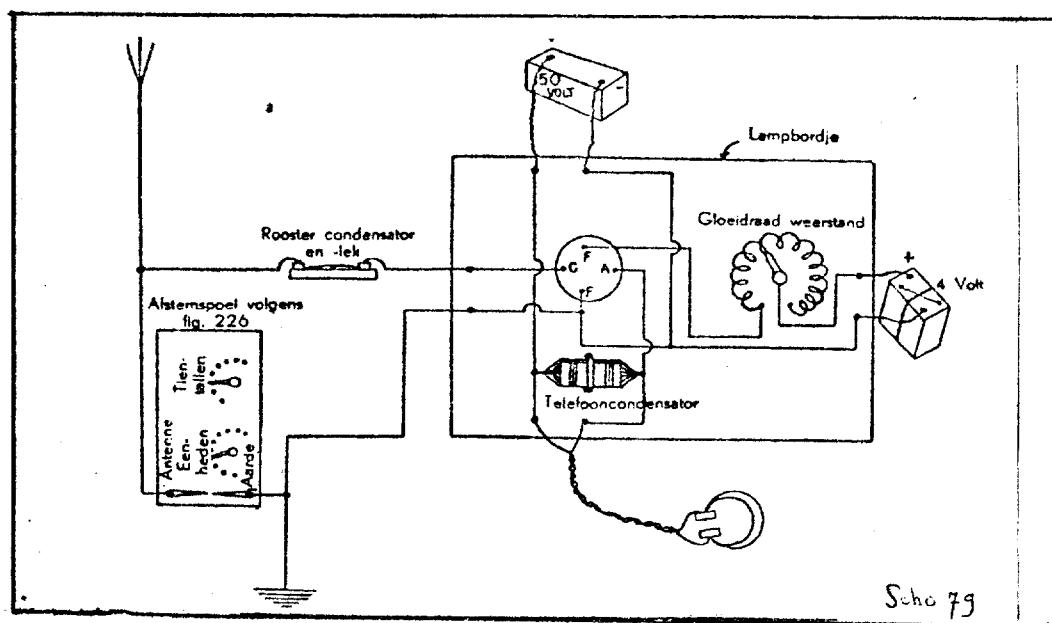 50
VOLT
-
Lampbordje
Rooster condensator
en -lek
Gloeidraad weerstand
F
G A
F
+
4 Volt
Afstemspoel volgens
fig. 226
Tien-
tallen
Telefooncondensator
Antenne
Een-
heden
Aarde
Scho 79